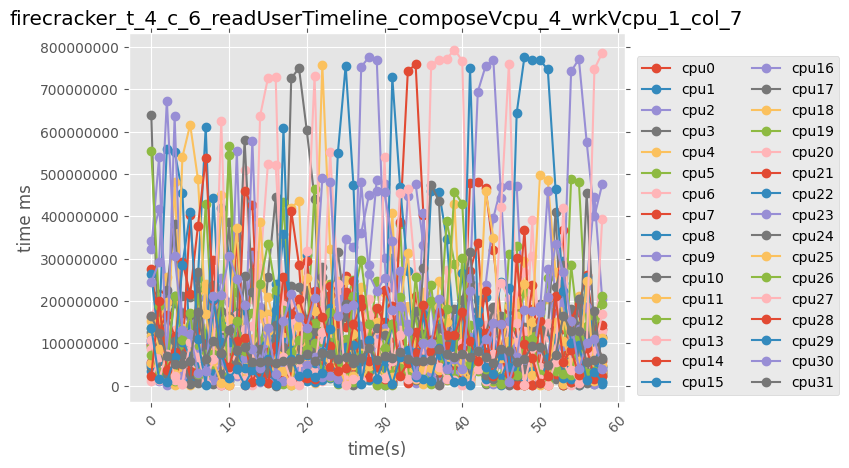 firecracker_t_4_c_6_readUserTimeline_composeVcpu_4_wrkVcpu_1_col_7
800000000
700000000
600000000
500000000
400000000
300000000
200000000
100000000
0
time ms
0 10 20 30 40 50 60
time(s)
cpu0 cpu16
cpu1 cpu17
cpu2 cpu18
cpu3 cpu19
cpu4 cpu20
cpu5 cpu21
cpu6 cpu22
cpu7 cpu23
cpu8 cpu24
cpu9 cpu25
cpu10 cpu26
cpu11 cpu27
cpu12 cpu28
cpu13 cpu29
cpu14 cpu30
cpu15 cpu31